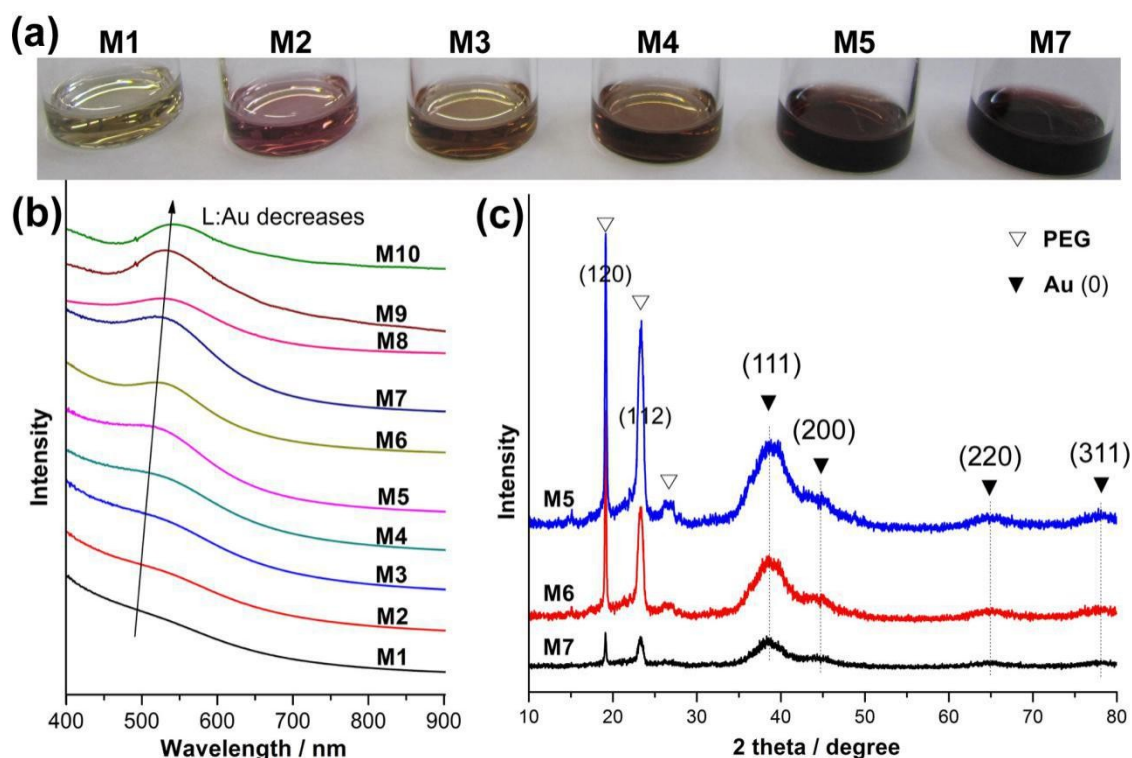 (a) M1 M2 M3 M4 M5 M7
(b)
L:Au decreases
M10
M9
M8
M7
M6
M5
M4
M3
M2
M1
Intensity
400 500 600 700 800 900
Wavelength / nm
(c)
▽ PEG
▼ Au (0)
(120)
(112)
(111)
(200)
(220)
(311)
M5
M6
M7
Intensity
10 20 30 40 50 60 70 80
2 theta / degree